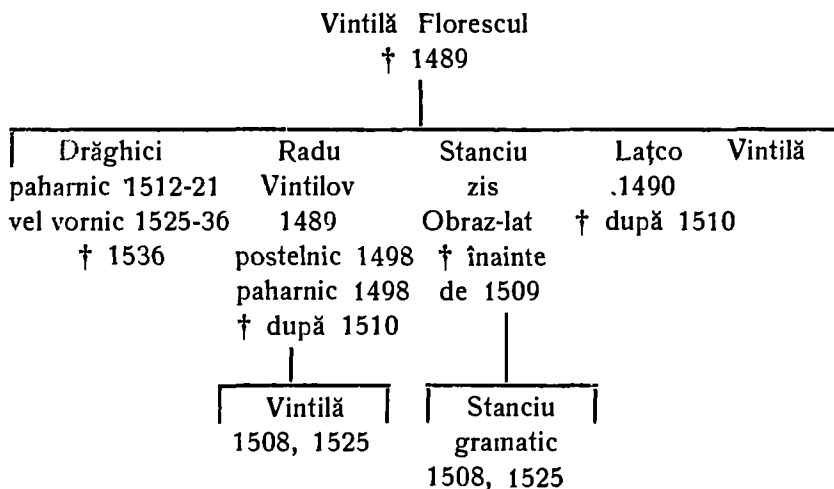 Vintilă Florescul
† 1489
Drăghici Radu Stanciu Lațco Vintilă
paharnic 1512-21 Vintilov zis .1490
vel vornic 1525-36 1489 Obraz-lat † după 1510
† 1536 postelnic 1498 † înainte
paharnic 1498 de 1509
† după 1510
Vintilă Stanciu
1508, 1525 gramatic
1508, 1525